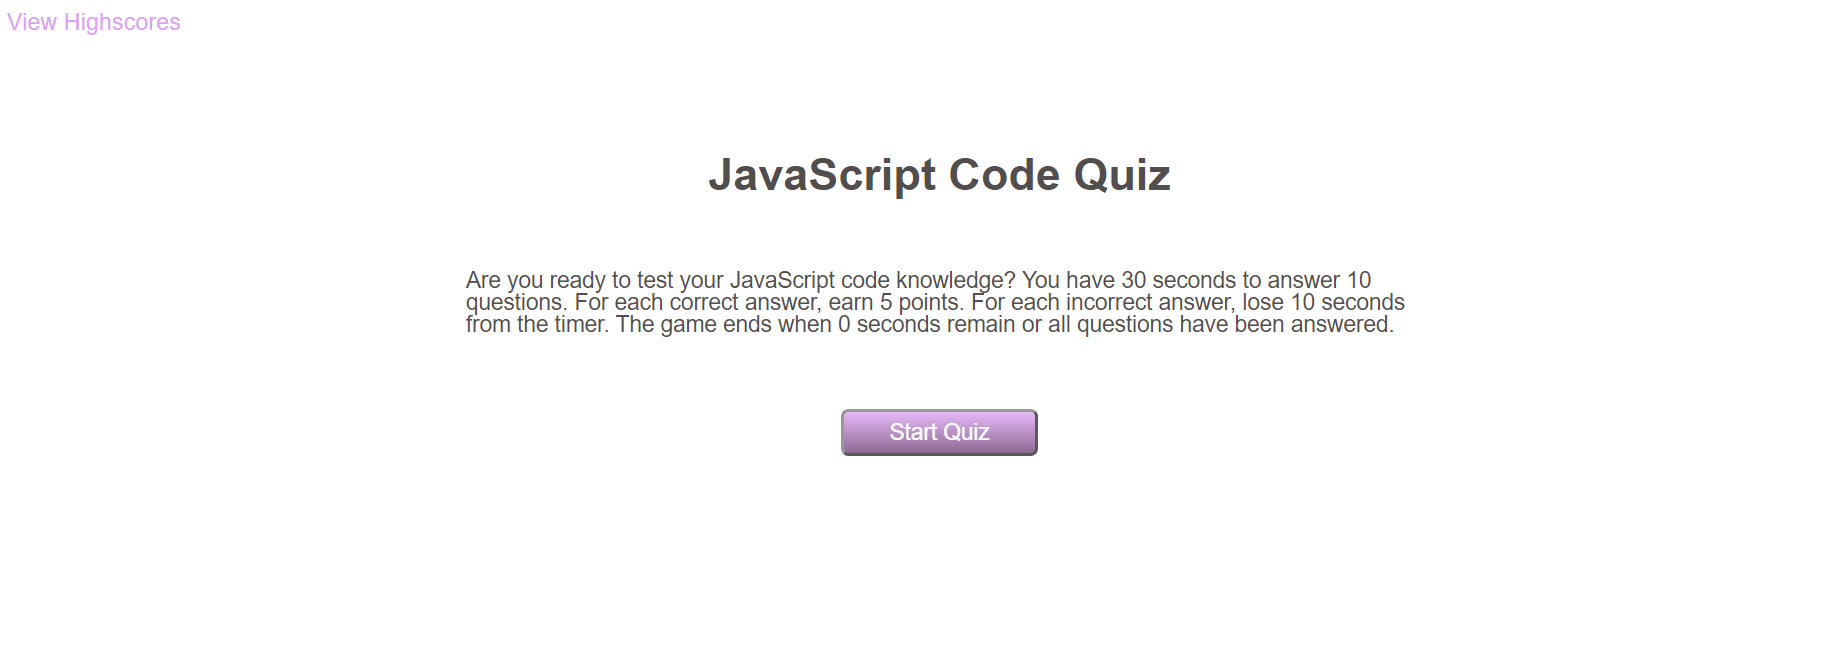 View Highscores
JavaScript Code Quiz
Are you ready to test your JavaScript code knowledge? You have 30 seconds to answer 10
questions. For each correct answer, earn 5 points. For each incorrect answer, lose 10 seconds
from the timer. The game ends when 0 seconds remain or all questions have been answered.
Start Quiz